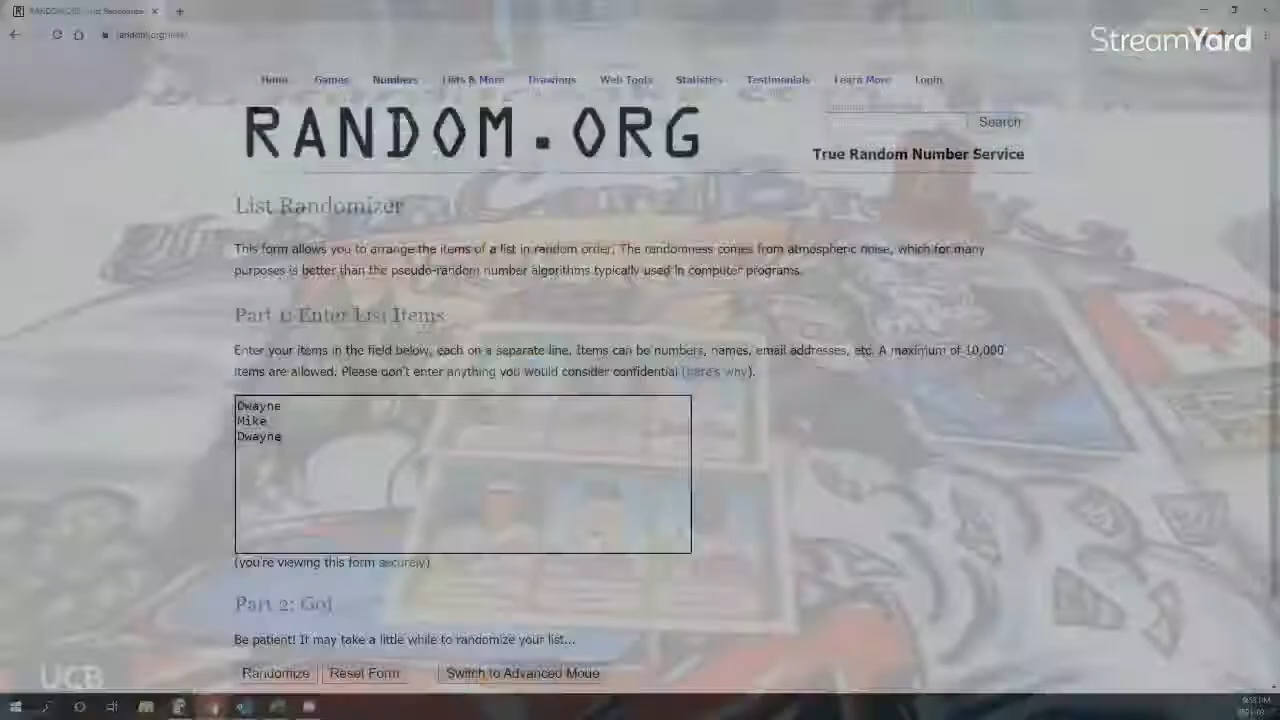 StreamYard
Home Games Numbers Lists & More Drawings Web Tools Statistics Testimonials Learn More Login
RANDOM.ORG
Search
True Random Number Service
List Randomizer
This form allows you to arrange the items of a list in random order. The randomness comes from atmospheric noise, which for many
purposes is better than the pseudo-random number algorithms typically used in computer programs.
Part 1: Enter List Items
Enter your items in the field below, each on a separate line. Items can be numbers, names, email addresses, etc. A maximum of 10,000
items are allowed. Please don't enter anything you would consider confidential (here's why).
Dwayne
Mike
Dwayne
(you're viewing this form securely)
Part 2: Go!
Be patient! It may take a little while to randomize your list...
Randomize Reset Form Switch to Advanced Mode
UCB